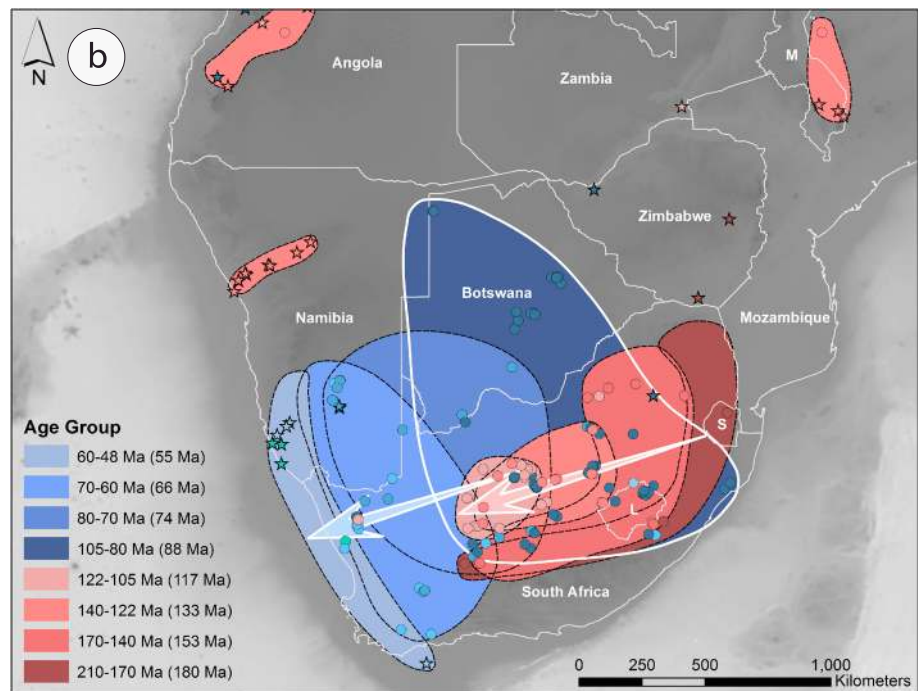 b
N
Angola
Zambia
M
Zimbabwe
Botswana
Namibia
Mozambique
S
L
South Africa
Age Group
60-48 Ma (55 Ma)
70-60 Ma (66 Ma)
80-70 Ma (74 Ma)
105-80 Ma (88 Ma)
122-105 Ma (117 Ma)
140-122 Ma (133 Ma)
170-140 Ma (153 Ma)
210-170 Ma (180 Ma)
0 250 500 1,000
Kilometers